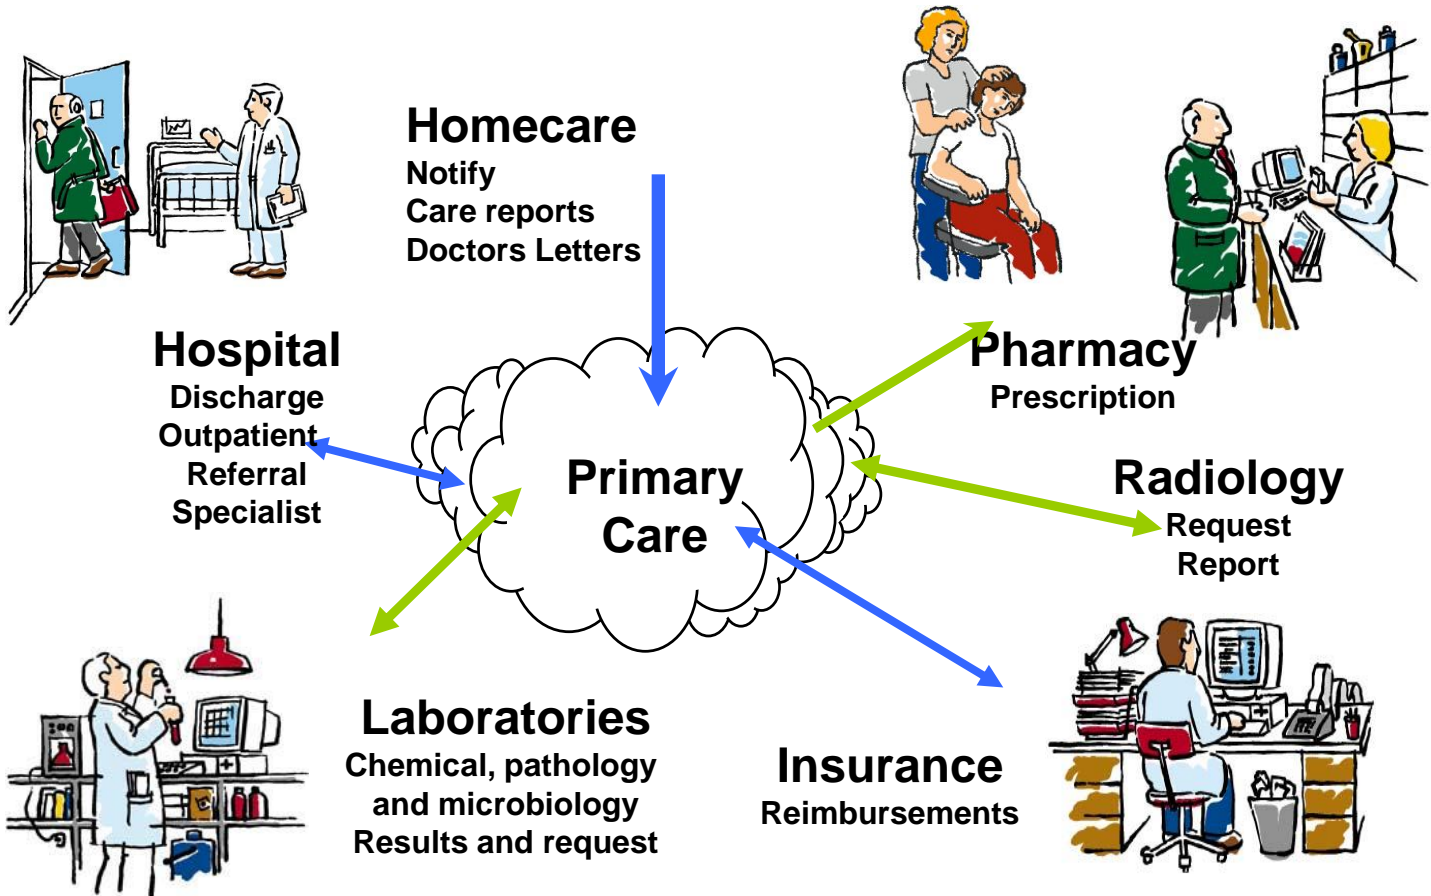 Homecare
Notify
Care reports
Doctors Letters
Hospital
Discharge
Outpatient
Referral
Specialist
Pharmacy
Prescription
Primary
Care
Radiology
Request
Report
Laboratories
Chemical, pathology
and microbiology
Results and request
Insurance
Reimbursements